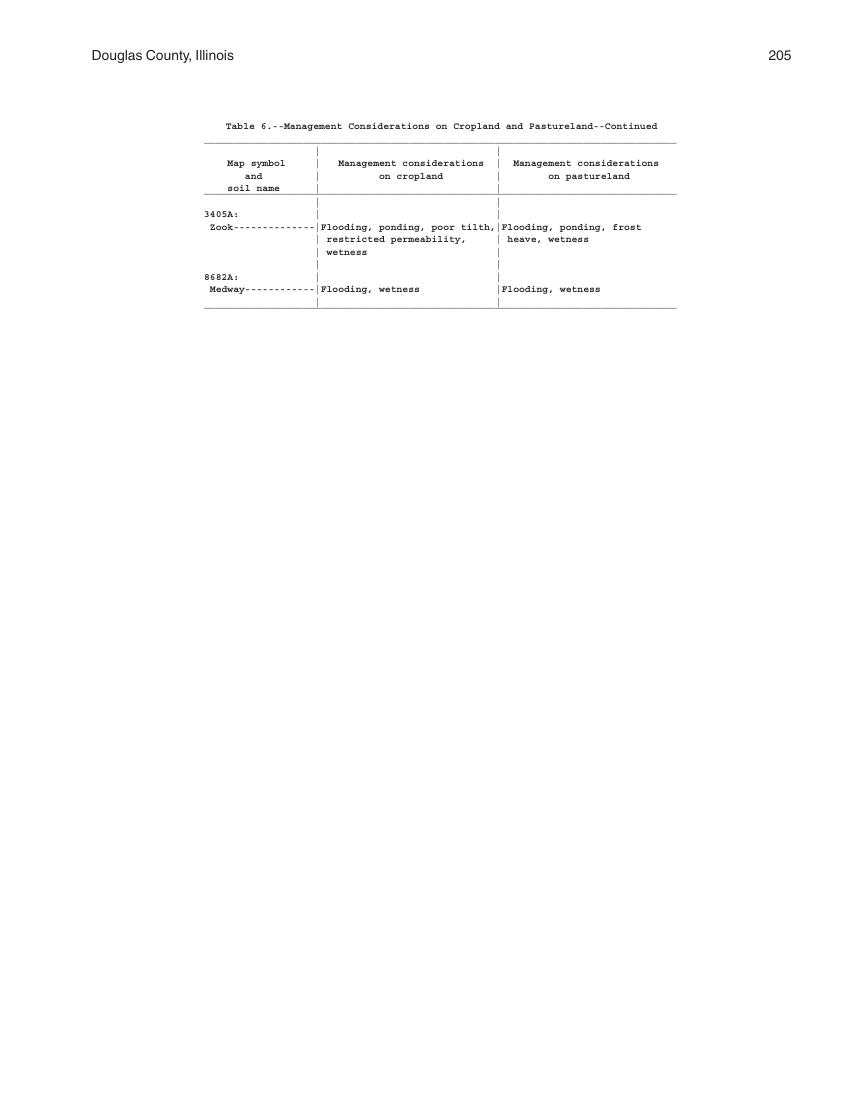 Douglas County, Illinois 205
Table 6.--Management Considerations on Cropland and Pastureland--Continued
Map symbol | Management considerations | Management considerations
and | on cropland | on pastureland
soil name
3405A:
Zook--------------|Flooding, ponding, poor tilth,|Flooding, ponding, frost
restricted permeability, | heave, wetness
wetness
8682A:
Medway------------|Flooding, wetness |Flooding, wetness